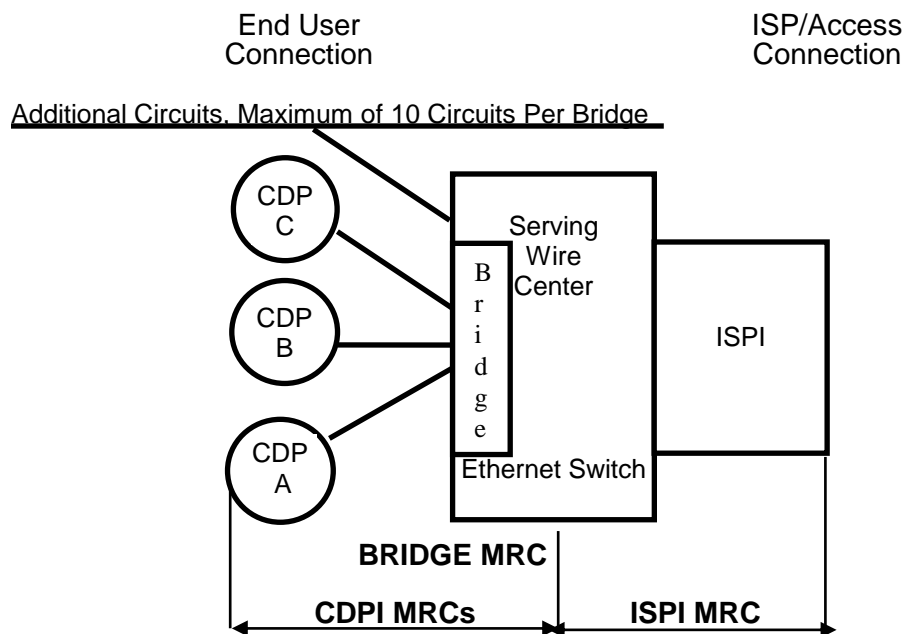 End User
Connection
ISP/Access
Connection
Additional Circuits, Maximum of 10 Circuits Per Bridge
CDP
C
Serving
Wire
Center
CDP
B
Bridge
ISPI
CDP
A
Ethernet Switch
BRIDGE MRC
CDPI MRCs
ISPI MRC